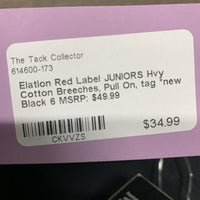 The Tack Collector
614600-173
Elation Red Label JUNIORS Hvy
Cotton Breeches, Pull On, tag *new
Black 6 MSRP: $49.99
$34.99
CKVVZS